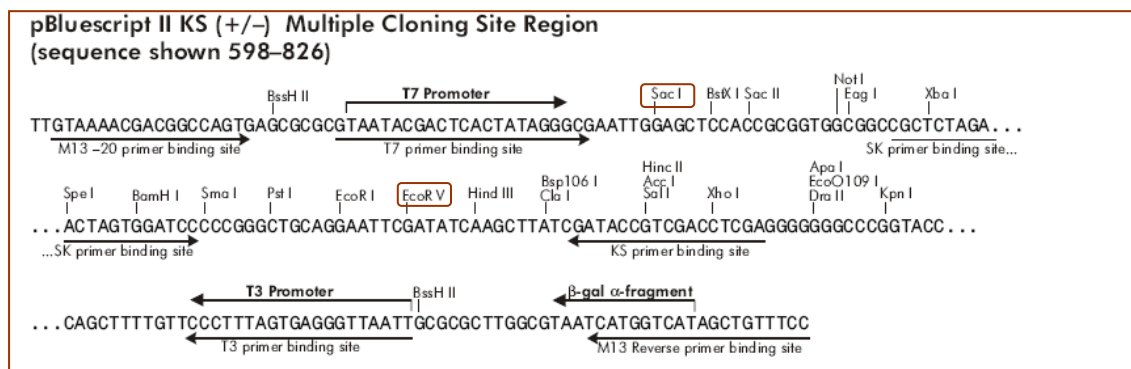 pBluescript II KS (+/–) Multiple Cloning Site Region
(sequence shown 598–826)
BssH II T7 Promoter Sac I BstX I Sac II Not I Eag I Xba I
TTGTAAAACGACGGCCAGTGAGCGCGCGTAATACGACTCACTATAGGGCGAATTGGAGCTCCACCGCGGTGGCGGCCGCTCTAGA...
M13 –20 primer binding site T7 primer binding site SK primer binding site...
Spe I BamH I Sma I Pst I EcoR I EcoR V Hind III Bsp106 I Cla I Hinc II Acc I Sal I Xho I Apa I EcoO109 I Dra II Kpn I
...ACTAGTGGATCCCCCGGGCTGCAGGAATTCGATATCAAGCTTATCGATACCGTCGACCTCGAGGGGGGGCCCGGTACC...
...SK primer binding site KS primer binding site
T3 Promoter BssH II β-gal α-fragment
...CAGCTTTTGTTCCCTTTAGTGAGGGTTAATTGCGCGCTTGGCGTAATCATGGTCATAGCTGTTTCC
T3 primer binding site M13 Reverse primer binding site